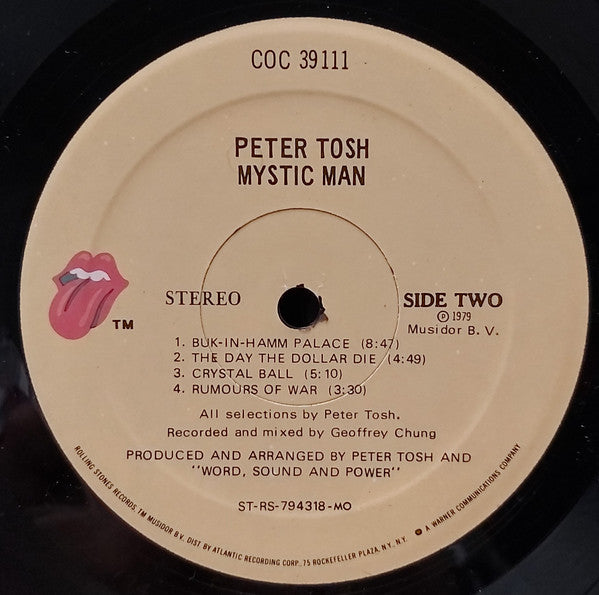 COC 39111
PETER TOSH
MYSTIC MAN
STEREO
SIDE TWO
℗ 1979
Musidor B. V.
TM
1. BUK-IN-HAMM PALACE (8:47)
2. THE DAY THE DOLLAR DIE (4:49)
3. CRYSTAL BALL (5:10)
4. RUMOURS OF WAR (3:30)
All selections by Peter Tosh.
Recorded and mixed by Geoffrey Chung
PRODUCED AND ARRANGED BY PETER TOSH AND
"WORD, SOUND AND POWER"
ST-RS-794318-MO
ROLLING STONES RECORDS TM MUSIDOR B.V. DIST BY ATLANTIC RECORDING CORP., 75 ROCKEFELLER PLAZA, N.Y. N.Y. A WARNER COMMUNICATIONS COMPANY